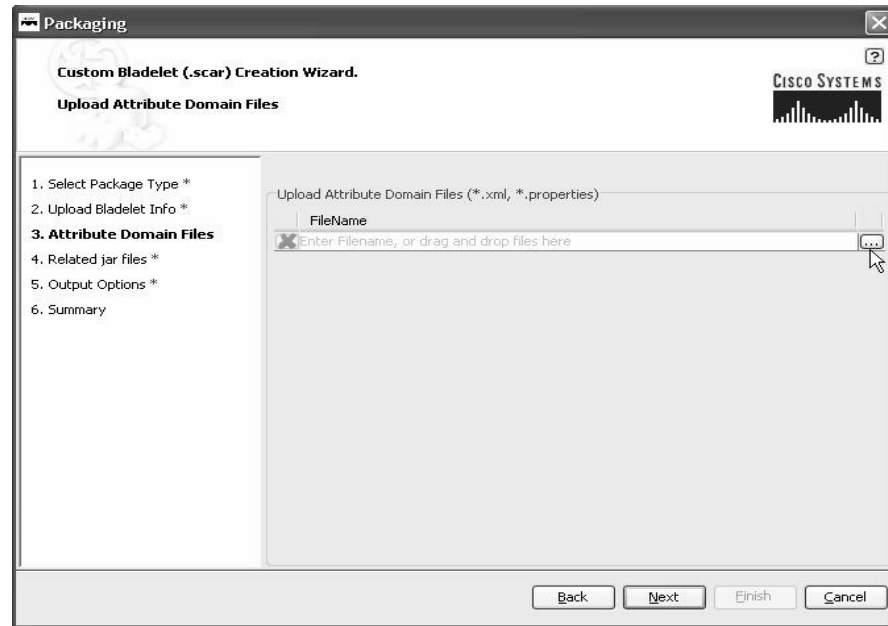 Packaging
Custom Bladelet (.scar) Creation Wizard.
Upload Attribute Domain Files
?
CISCO SYSTEMS
1. Select Package Type *
2. Upload Bladelet Info *
3. Attribute Domain Files
4. Related jar files *
5. Output Options *
6. Summary
Upload Attribute Domain Files (*.xml, *.properties)
FileName
Enter Filename, or drag and drop files here
...
Back Next Finish Cancel